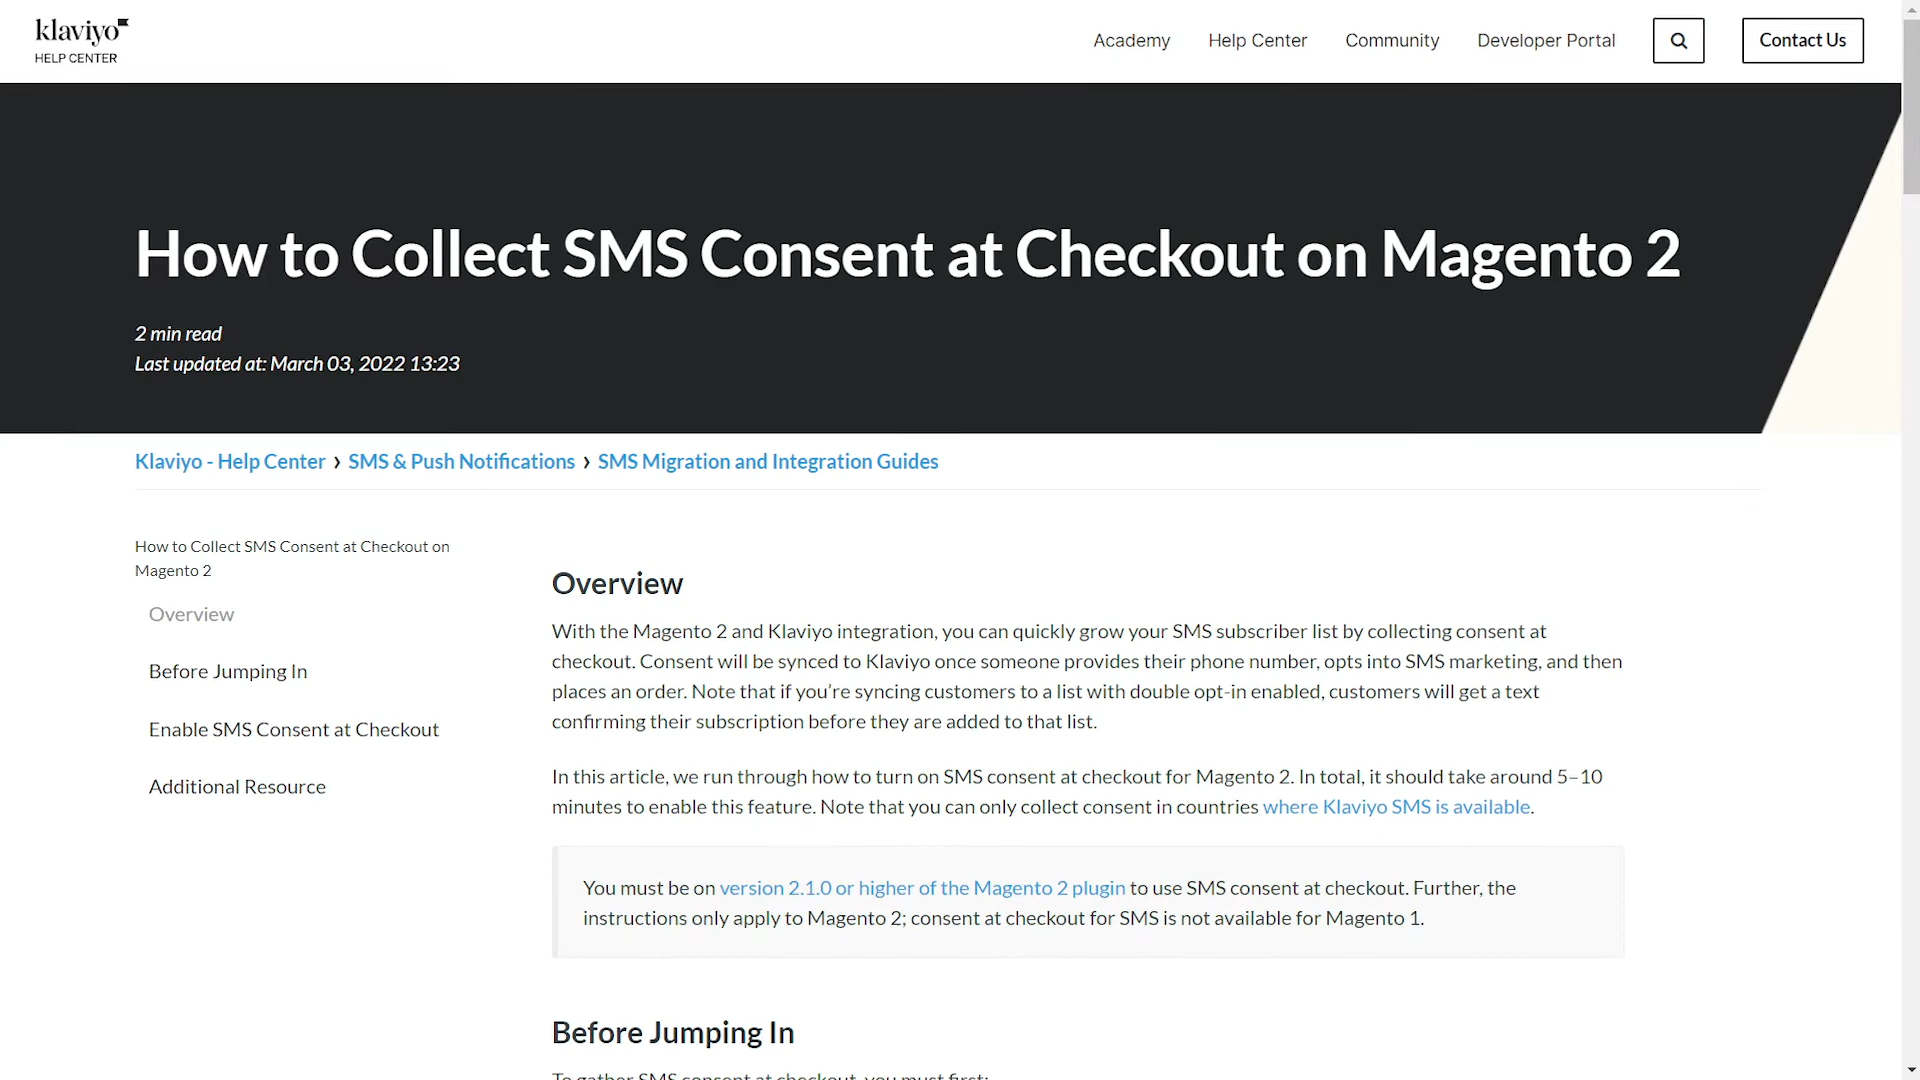 klaviyo
HELP CENTER
Academy
Help Center
Community
Developer Portal
Contact Us
How to Collect SMS Consent at Checkout on Magento 2
2 min read
Last updated at: March 03, 2022 13:23
Klaviyo - Help Center › SMS & Push Notifications › SMS Migration and Integration Guides
How to Collect SMS Consent at Checkout on
Magento 2
Overview
Before Jumping In
Enable SMS Consent at Checkout
Additional Resource
Overview
With the Magento 2 and Klaviyo integration, you can quickly grow your SMS subscriber list by collecting consent at
checkout. Consent will be synced to Klaviyo once someone provides their phone number, opts into SMS marketing, and then
places an order. Note that if you’re syncing customers to a list with double opt-in enabled, customers will get a text
confirming their subscription before they are added to that list.
In this article, we run through how to turn on SMS consent at checkout for Magento 2. In total, it should take around 5–10
minutes to enable this feature. Note that you can only collect consent in countries where Klaviyo SMS is available.
You must be on version 2.1.0 or higher of the Magento 2 plugin to use SMS consent at checkout. Further, the
instructions only apply to Magento 2; consent at checkout for SMS is not available for Magento 1.
Before Jumping In
To gather SMS consent at checkout, you must first: